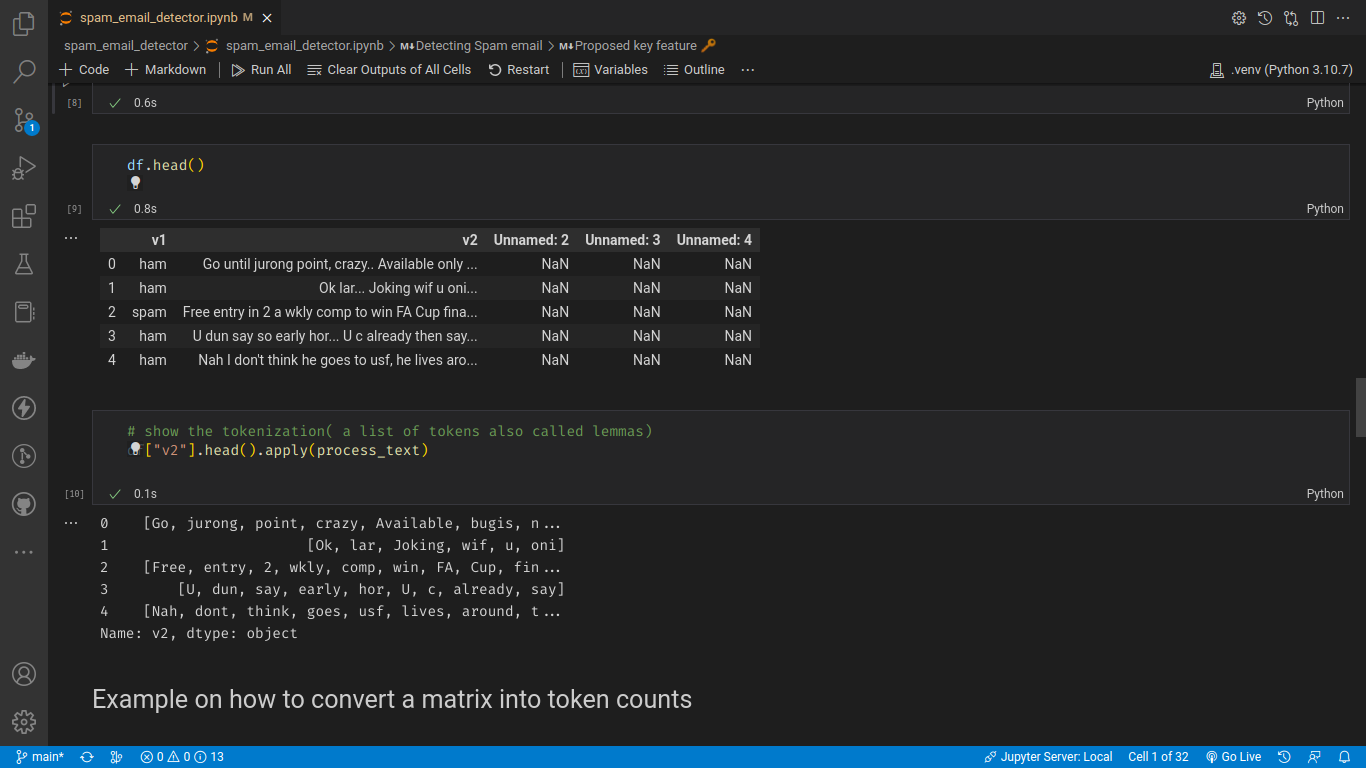 spam_email_detector.ipynb M
spam_email_detector > spam_email_detector.ipynb > M↓Detecting Spam email > M↓Proposed key feature 🔑
+ Code + Markdown Run All Clear Outputs of All Cells Restart Variables Outline ... .venv (Python 3.10.7)
[8] 0.6s Python
df.head()
[9] 0.8s Python
v1 v2 Unnamed: 2 Unnamed: 3 Unnamed: 4
0 ham Go until jurong point, crazy.. Available only ... NaN NaN NaN
1 ham Ok lar... Joking wif u oni... NaN NaN NaN
2 spam Free entry in 2 a wkly comp to win FA Cup fina... NaN NaN NaN
3 ham U dun say so early hor... U c already then say... NaN NaN NaN
4 ham Nah I don't think he goes to usf, he lives aro... NaN NaN NaN
# show the tokenization( a list of tokens also called lemmas)
["v2"].head().apply(process_text)
[10] 0.1s Python
0 [Go, jurong, point, crazy, Available, bugis, n...
1 [Ok, lar, Joking, wif, u, oni]
2 [Free, entry, 2, wkly, comp, win, FA, Cup, fin...
3 [U, dun, say, early, hor, U, c, already, say]
4 [Nah, dont, think, goes, usf, lives, around, t...
Name: v2, dtype: object
Example on how to convert a matrix into token counts
1
main* 0 0 13 Jupyter Server: Local Cell 1 of 32 Go Live